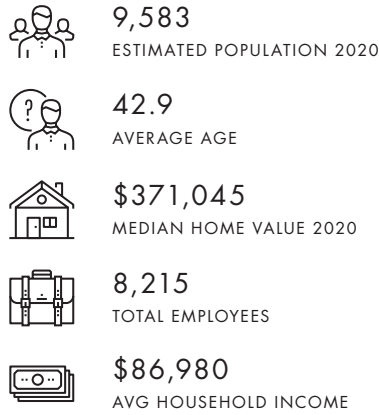 9,583
ESTIMATED POPULATION 2020
?
42.9
AVERAGE AGE
$371,045
MEDIAN HOME VALUE 2020
8,215
TOTAL EMPLOYEES
$86,980
AVG HOUSEHOLD INCOME